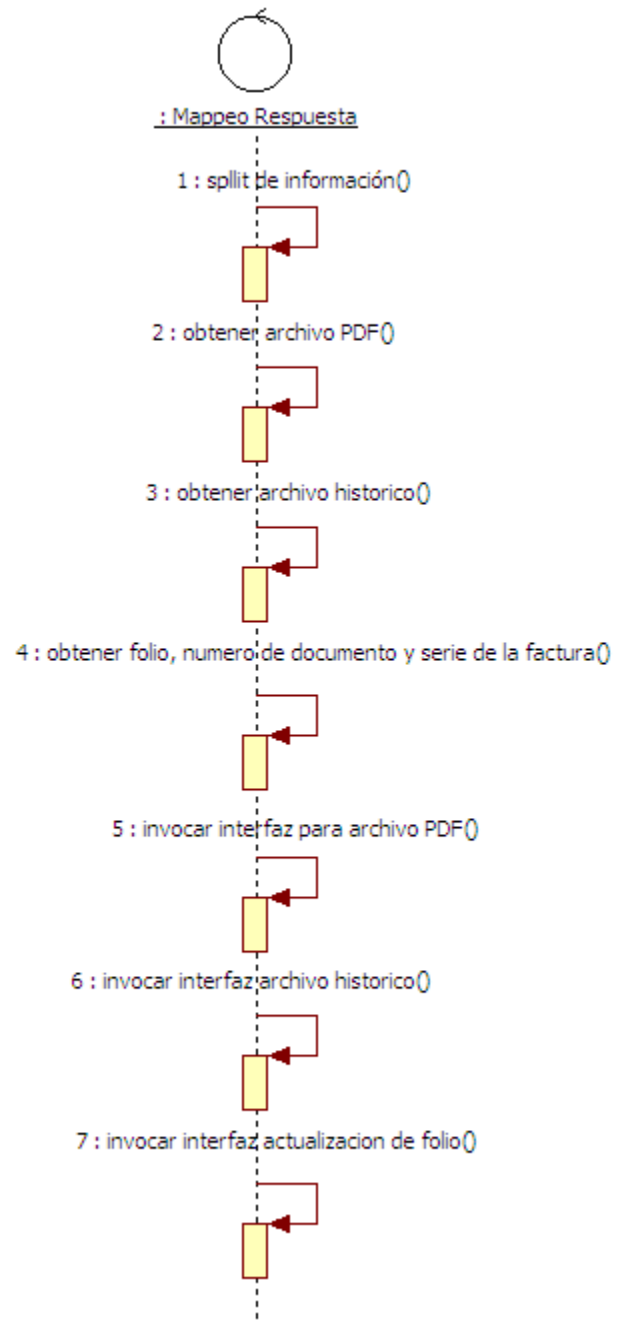 : Mappeo Respuesta
1 : spllit de información()
2 : obtener archivo PDF()
3 : obtener archivo historico()
4 : obtener folio, numero de documento y serie de la factura()
5 : invocar interfaz para archivo PDF()
6 : invocar interfaz archivo historico()
7 : invocar interfaz actualizacion de folio()